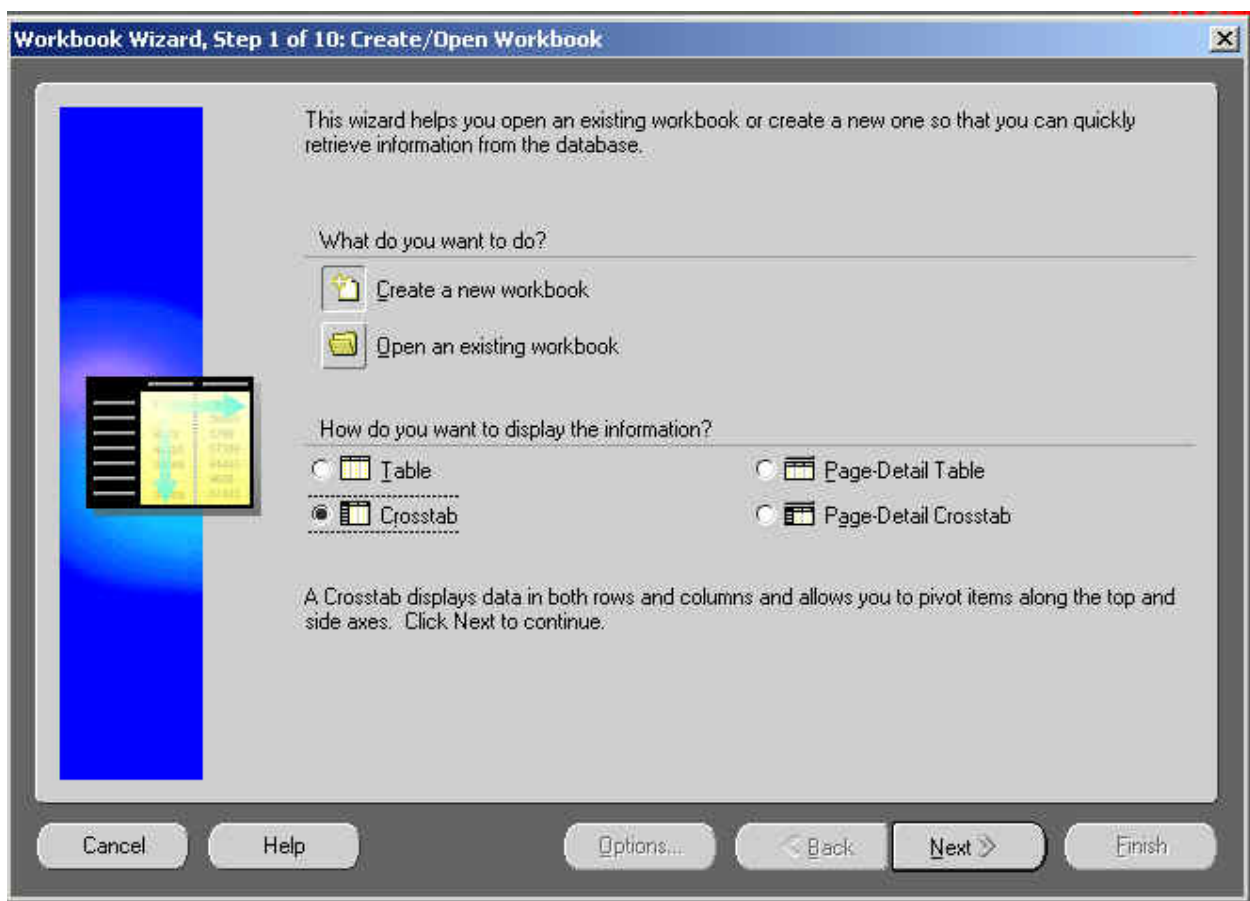 Workbook Wizard, Step 1 of 10: Create/Open Workbook
This wizard helps you open an existing workbook or create a new one so that you can quickly
retrieve information from the database.
What do you want to do?
Create a new workbook
Open an existing workbook
How do you want to display the information?
Table
Page-Detail Table
Crosstab
Page-Detail Crosstab
A Crosstab displays data in both rows and columns and allows you to pivot items along the top and
side axes. Click Next to continue.
Cancel Help Options... Back Next Finish